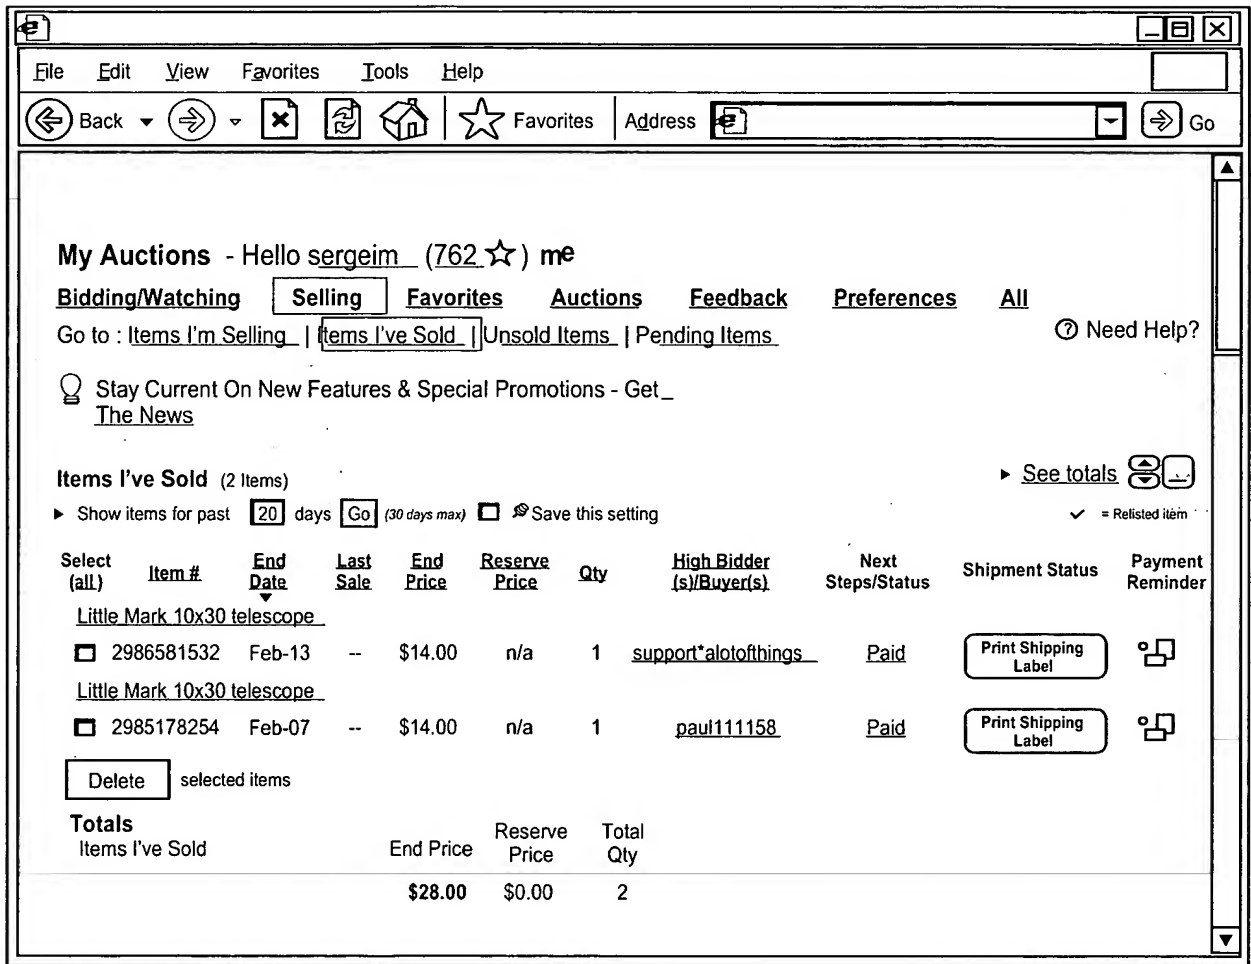 File Edit View Favorites Tools Help
Back Favorites Address Go
My Auctions - Hello sergeim (762 ☆) me
Bidding/Watching Selling Favorites Auctions Feedback Preferences All
Go to : Items I'm Selling | Items I've Sold | Unsold Items | Pending Items
? Need Help?
Stay Current On New Features & Special Promotions - Get
The News
Items I've Sold (2 Items)
► See totals
► Show items for past 20 days Go (30 days max) Save this setting
✓ = Relisted item
Select (all) Item # End Date ▼ Last Sale End Price Reserve Price Qty High Bidder (s)/Buyer(s) Next Steps/Status Shipment Status Payment Reminder
Little Mark 10x30 telescope
2986581532 Feb-13 -- $14.00 n/a 1 support*alotofthings Paid Print Shipping Label
Little Mark 10x30 telescope
2985178254 Feb-07 -- $14.00 n/a 1 paul111158 Paid Print Shipping Label
Delete selected items
Totals
Items I've Sold End Price Reserve Price Total Qty
$28.00 $0.00 2